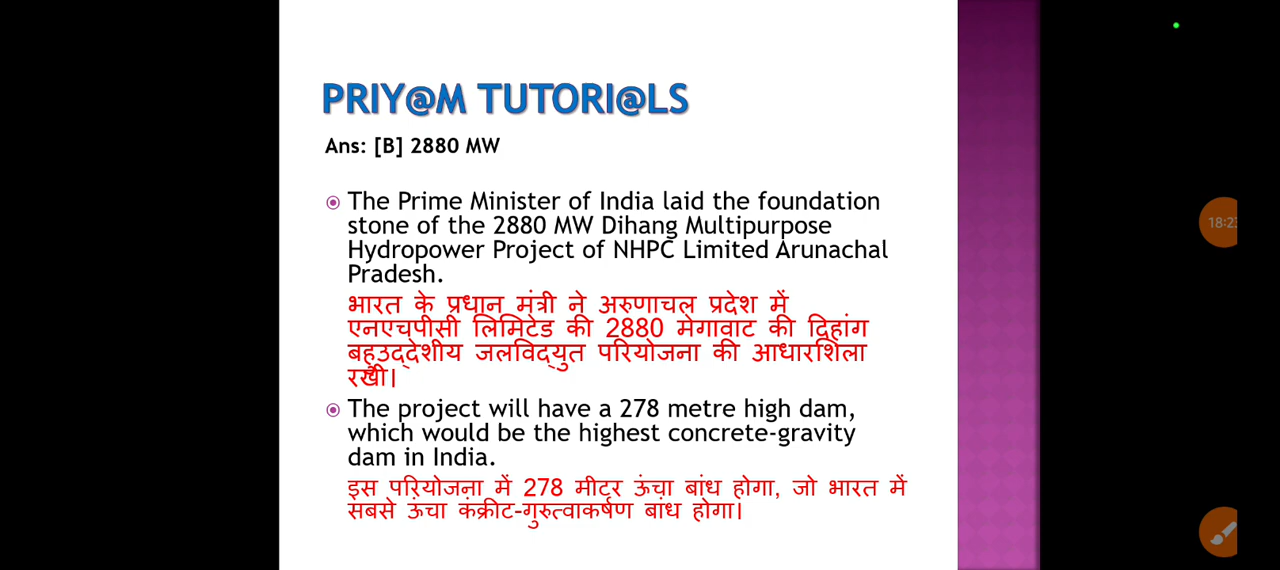 PRIY@M TUTORI@LS
Ans: [B] 2880 MW
The Prime Minister of India laid the foundation
stone of the 2880 MW Dihang Multipurpose
Hydropower Project of NHPC Limited Arunachal
Pradesh.
भारत के प्रधान मंत्री ने अरुणाचल प्रदेश में
एनएचपीसी लिमिटेड की 2880 मेगावाट की दिहांग
बहुउद्देशीय जलविद्युत परियोजना की आधारशिला
रखी।
The project will have a 278 metre high dam,
which would be the highest concrete-gravity
dam in India.
इस परियोजना में 278 मीटर ऊंचा बांध होगा, जो भारत में
सबसे ऊंचा कंक्रीट-गुरुत्वाकर्षण बांध होगा।
18:23